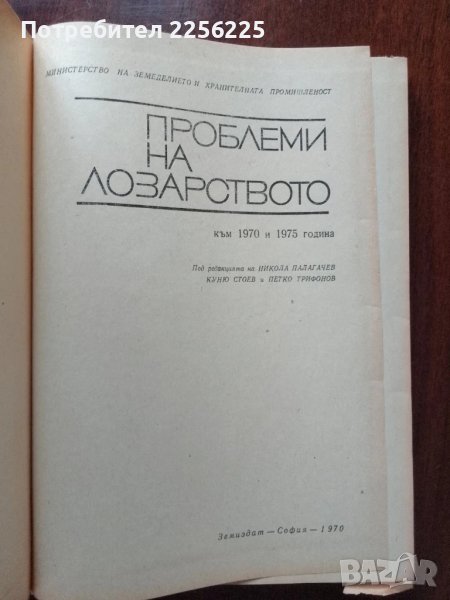 Потребител 2256225
МИНИСТЕРСТВО НА ЗЕМЕДЕЛИЕТО И ХРАНИТЕЛНАТА ПРОМИШЛЕНОСТ
ПРОБЛЕМИ
НА
ЛОЗАРСТВОТО
към 1970 и 1975 година
Под редакцията на НИКОЛА ПАЛАГАЧЕВ
КУНЮ СТОЕВ и ПЕТКО ТРИФОНОВ
Земиздат — София — 1970
BAZAR